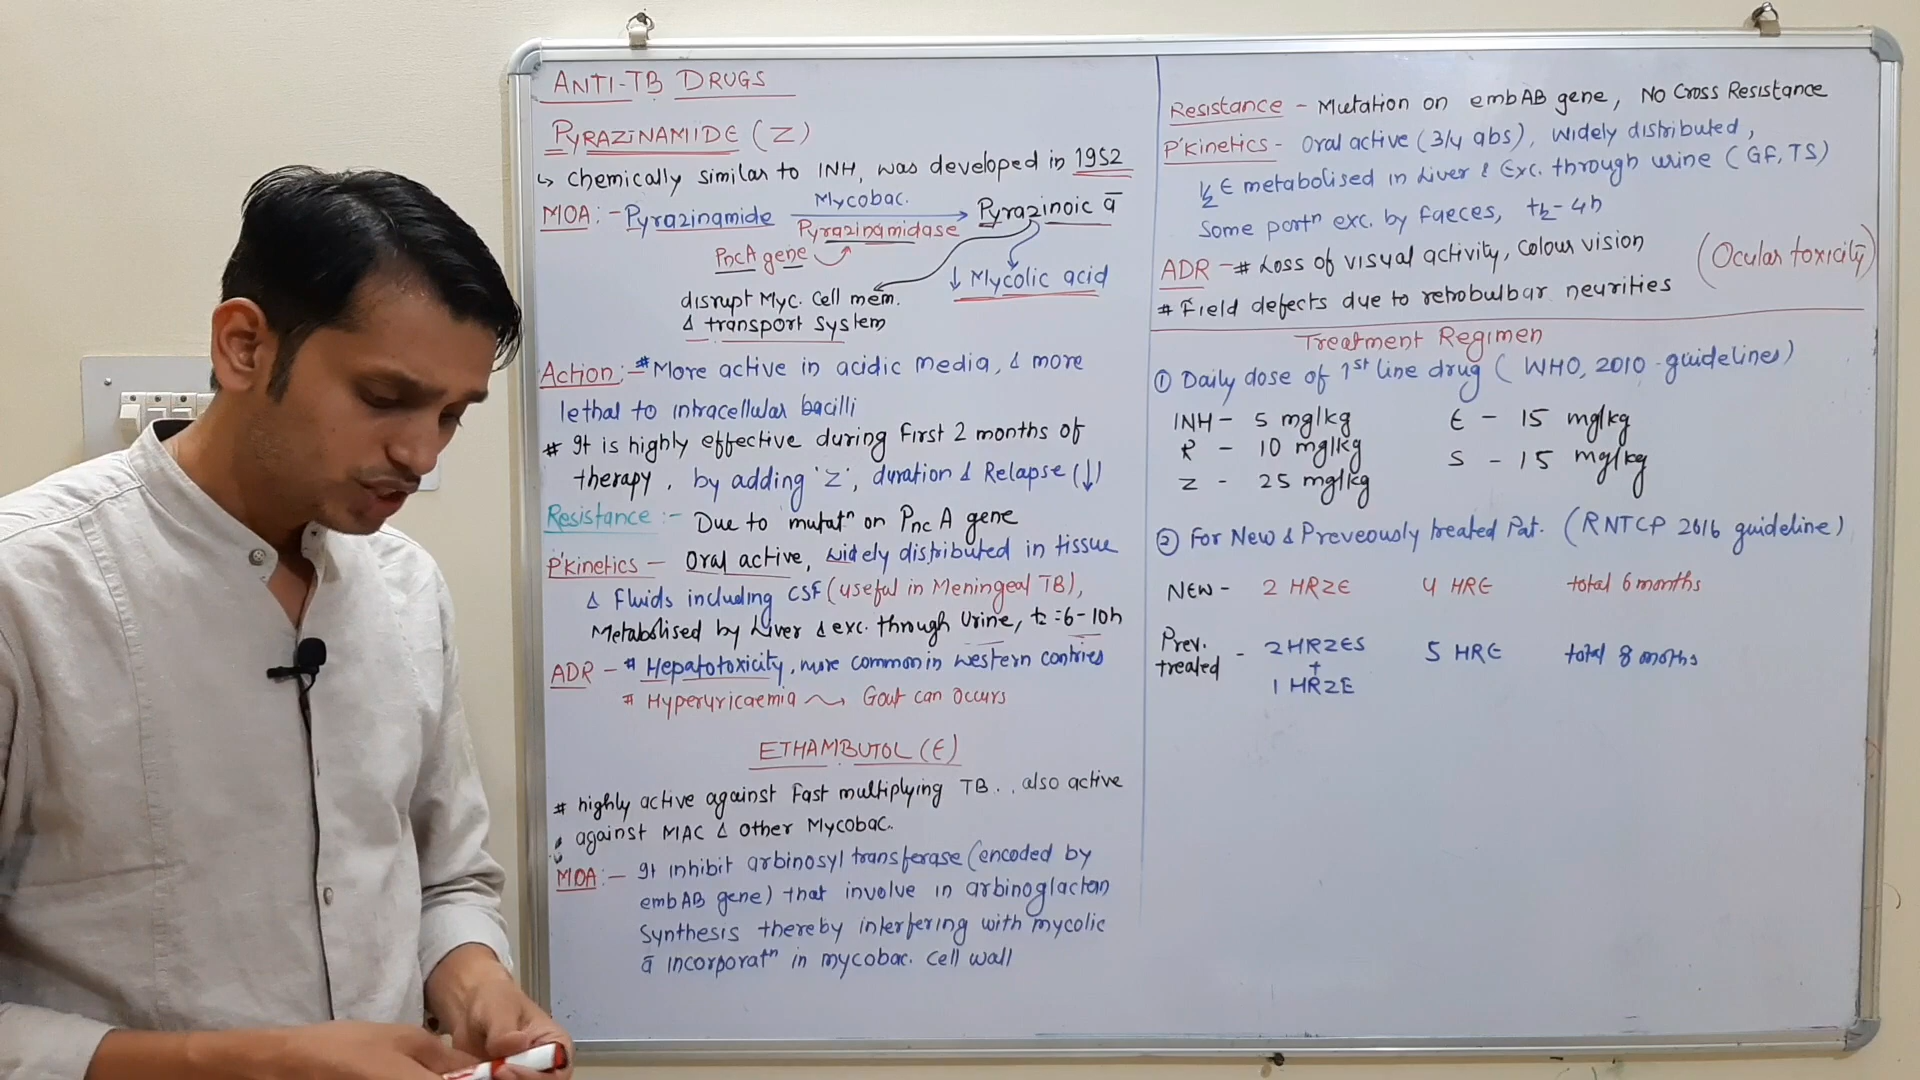 ANTI-TB DRUGS
PYRAZINAMIDE (Z)
↳ Chemically similar to INH, was developed in 1952
MOA :- Pyrazinamide Mycobac. → Pyrazinoic ā
Pyrazinamidase
PncA gene
↓ Mycolic acid
disrupt Myc. Cell mem.
& transport system
Action :- # More active in acidic media, & more
lethal to intracellular bacilli
# It is highly effective during First 2 months of
therapy, by adding 'Z', duration & Relapse (↓)
Resistance :- Due to mutatⁿ on PncA gene
P'kinetics - Oral active, widely distributed in tissue
& Fluids including CSF (useful in Meningeal TB),
Metabolised by Liver & exc. through Urine, t½ = 6-10h
ADR - # Hepatotoxicity, more common in western contries
# Hyperuricaemia ⤳ Gout can occurs
ETHAMBUTOL (E)
# highly active against Fast multiplying TB.. also active
against MAC & other Mycobac.
MOA :- It inhibit arbinosyl transferase (encoded by
embAB gene) that involve in arbinoglactan
Synthesis thereby interfering with mycolic
ā incorporatⁿ in mycobac. cell wall
Resistance - Mutation on embAB gene, No Cross Resistance
P'kinetics - Oral active (3/4 abs), widely distributed,
½ E metabolised in Liver & Exc. through urine (GF, TS)
Some portⁿ exc. by faeces, t½ - 4h
ADR - # Loss of visual activity, colour vision (Ocular toxicity)
# Field defects due to retrobulbar neurities
Treatment Regimen
① Daily dose of 1st line drug (WHO, 2010 guidelines)
INH - 5 mg/kg E - 15 mg/kg
R - 10 mg/kg S - 15 mg/kg
Z - 25 mg/kg
② For New & Preveously treated Pat. (RNTCP 2016 guideline)
NEW - 2 HRZE 4 HRE total 6 months
Prev. treated - 2 HRZES 5 HRE total 8 moths
+
1 HRZE